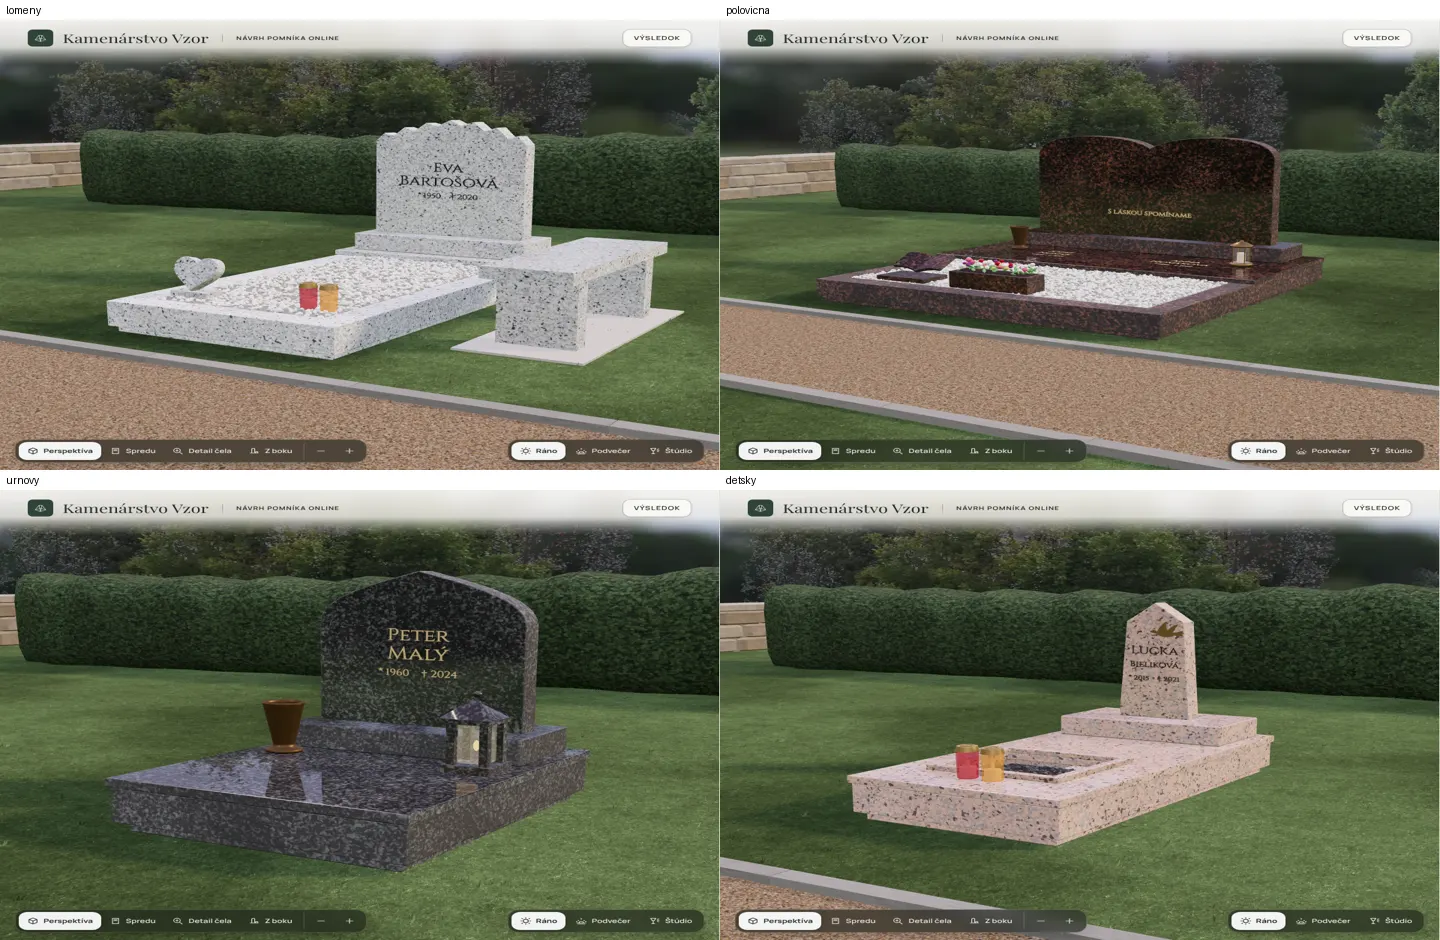 lomeny
Kamenárstvo Vzor
NÁVRH POMNÍKA ONLINE
VÝSLEDOK
EVA
BARTOŠOVÁ
* 1950 † 2020
Perspektíva
Spredu
Detail čela
Z boku
Ráno
Podvečer
Štúdio
polovicna
Kamenárstvo Vzor
NÁVRH POMNÍKA ONLINE
VÝSLEDOK
S LÁSKOU SPOMÍNAME
Perspektíva
Spredu
Detail čela
Z boku
Ráno
Podvečer
Štúdio
urnovy
Kamenárstvo Vzor
NÁVRH POMNÍKA ONLINE
VÝSLEDOK
PETER
MALÝ
* 1960 † 2024
Perspektíva
Spredu
Detail čela
Z boku
Ráno
Podvečer
Štúdio
detsky
Kamenárstvo Vzor
NÁVRH POMNÍKA ONLINE
VÝSLEDOK
LUCKA
BIELIKOVÁ
* 2015 † 2021
Perspektíva
Spredu
Detail čela
Z boku
Ráno
Podvečer
Štúdio